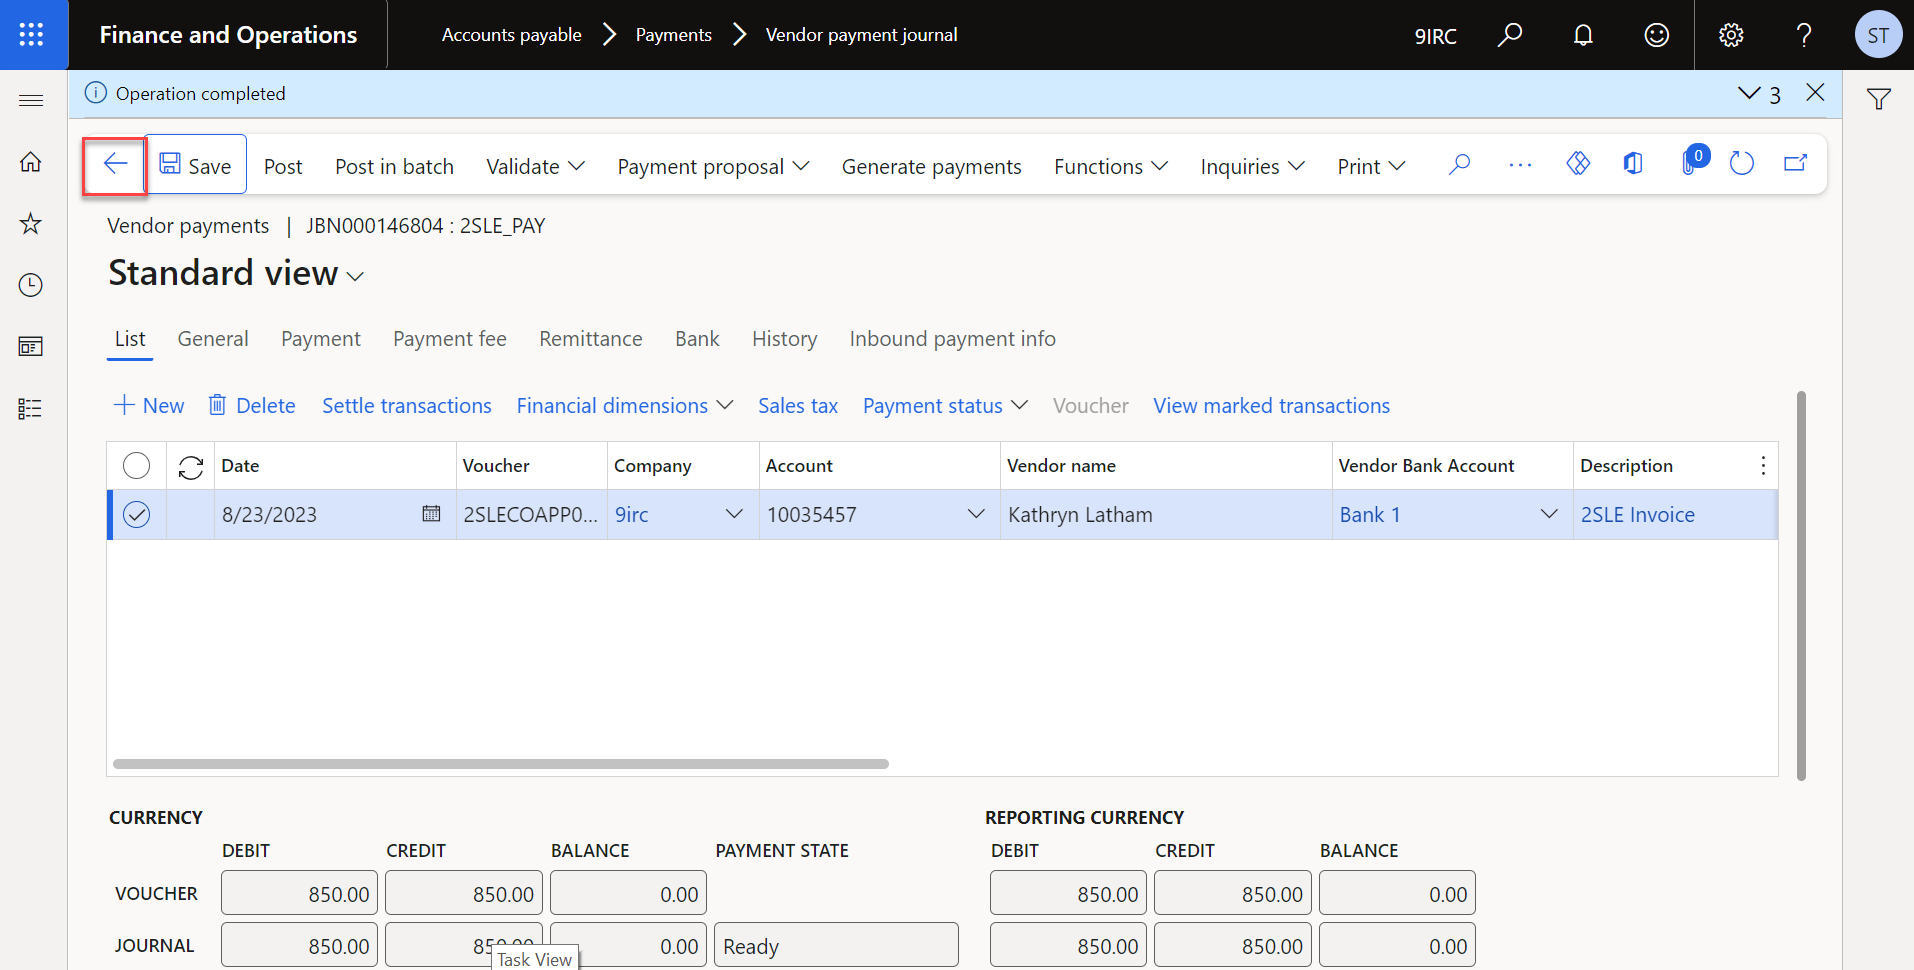 Finance and Operations
Accounts payable Payments Vendor payment journal
9IRC
? ST
Operation completed
3
Save Post Post in batch Validate Payment proposal Generate payments Functions Inquiries Print
0
Vendor payments | JBN000146804 : 2SLE_PAY
Standard view
List General Payment Payment fee Remittance Bank History Inbound payment info
New Delete Settle transactions Financial dimensions Sales tax Payment status Voucher View marked transactions
Date Voucher Company Account Vendor name Vendor Bank Account Description
8/23/2023 2SLECOAPP0... 9irc 10035457 Kathryn Latham Bank 1 2SLE Invoice
CURRENCY REPORTING CURRENCY
DEBIT CREDIT BALANCE PAYMENT STATE DEBIT CREDIT BALANCE
VOUCHER 850.00 850.00 0.00 850.00 850.00 0.00
JOURNAL 850.00 850.00 0.00 Ready 850.00 850.00 0.00
Task View